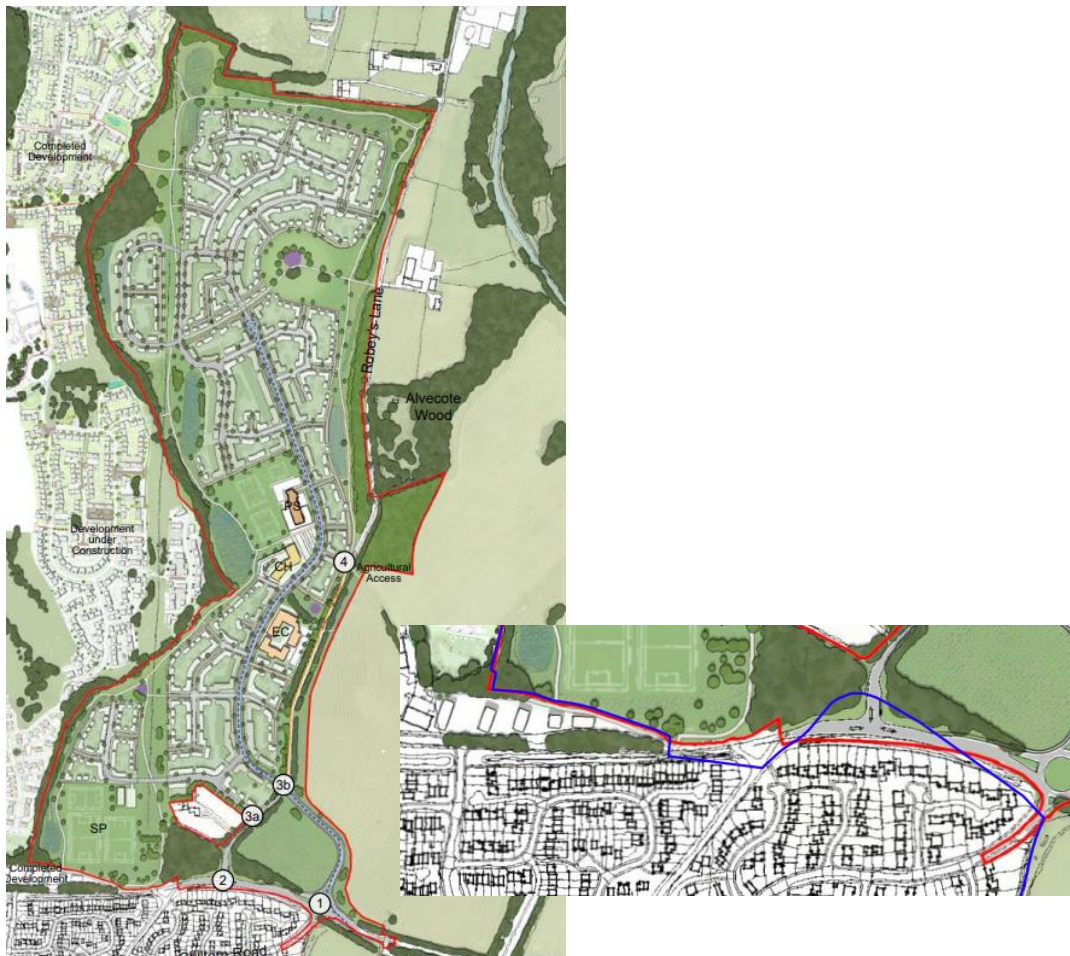 Completed
Development
Robey's Lane
Alvecote
Wood
PS
Development
under
Construction
CH
4
Agricultural
Access
EC
3b
3a
SP
Completed
Development
2
1
Road